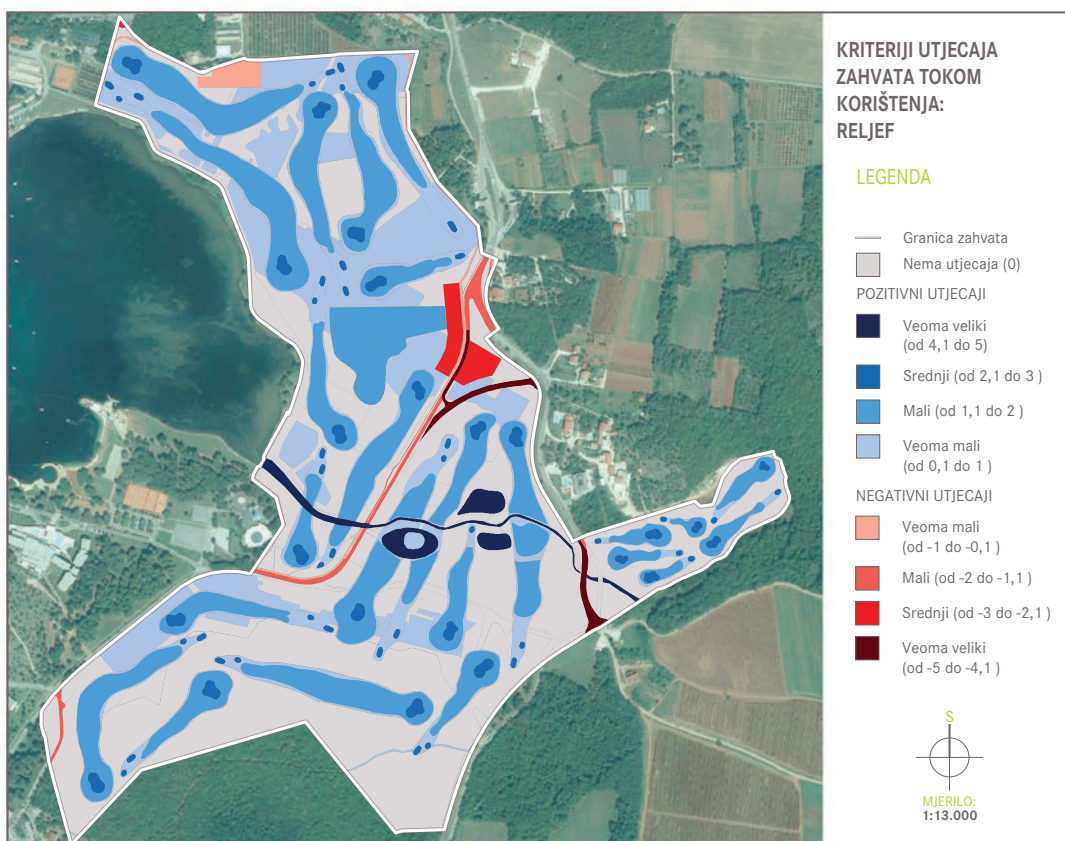 KRITERIJI UTJECAJA
ZAHVATA TOKOM
KORIŠTENJA:
RELJEF
LEGENDA
Granica zahvata
Nema utjecaja (0)
POZITIVNI UTJECAJI
Veoma veliki
(od 4,1 do 5)
Srednji (od 2,1 do 3 )
Mali (od 1,1 do 2 )
Veoma mali
(od 0,1 do 1 )
NEGATIVNI UTJECAJI
Veoma mali
(od -1 do -0,1 )
Mali (od -2 do -1,1 )
Srednji (od -3 do -2,1 )
Veoma veliki
(od -5 do -4,1 )
S
MJERILO:
1:13.000